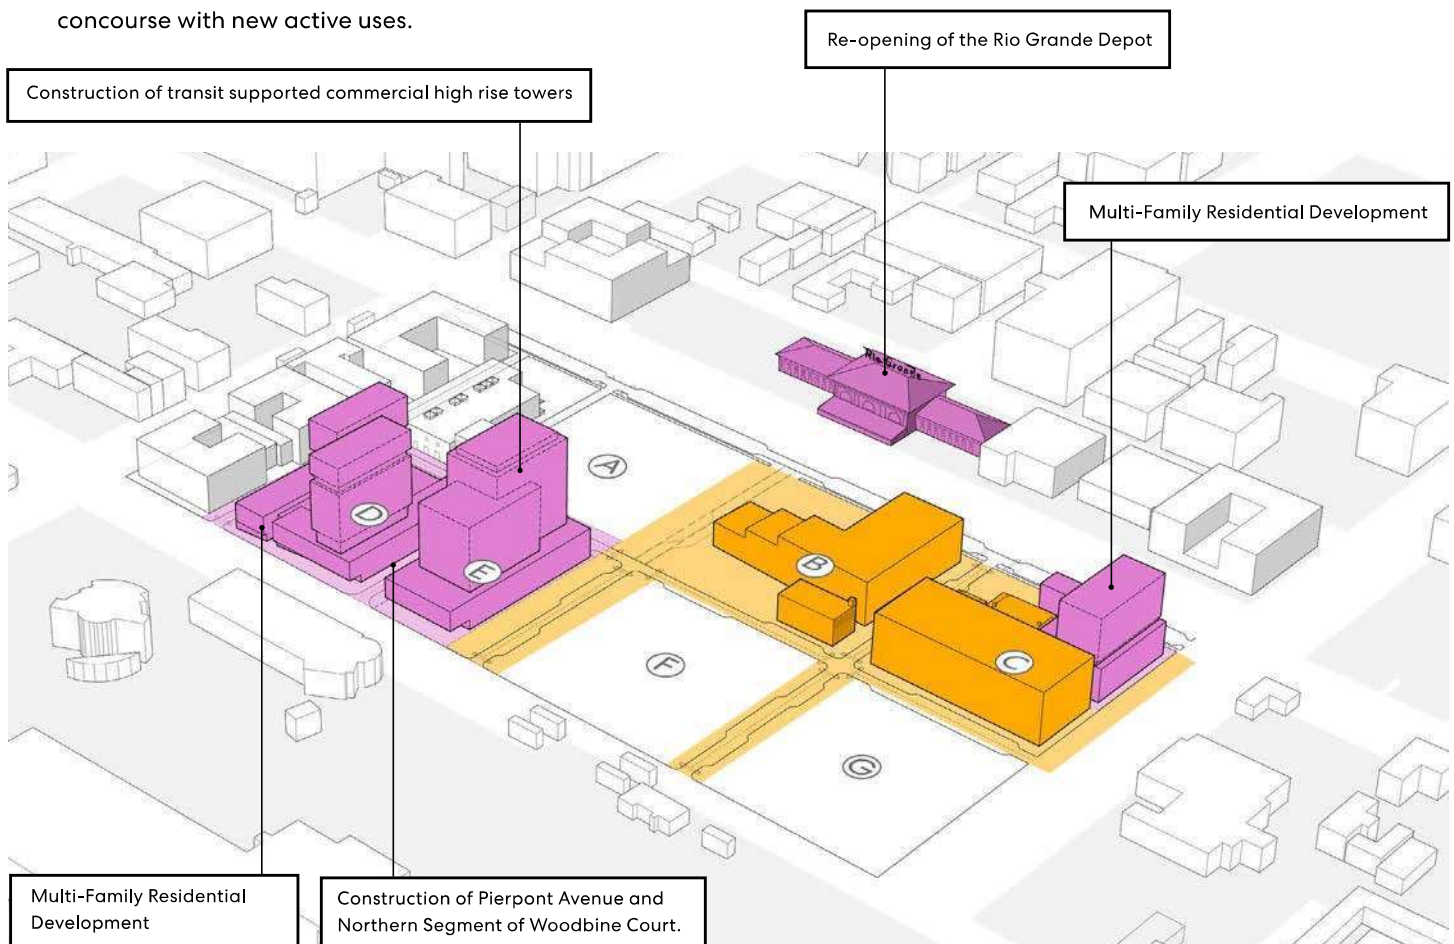 concourse with new active uses.
Re-opening of the Rio Grande Depot
Construction of transit supported commercial high rise towers
Multi-Family Residential Development
Rio Grande
A
D
B
E
F
C
G
Multi-Family Residential
Development
Construction of Pierpont Avenue and
Northern Segment of Woodbine Court.